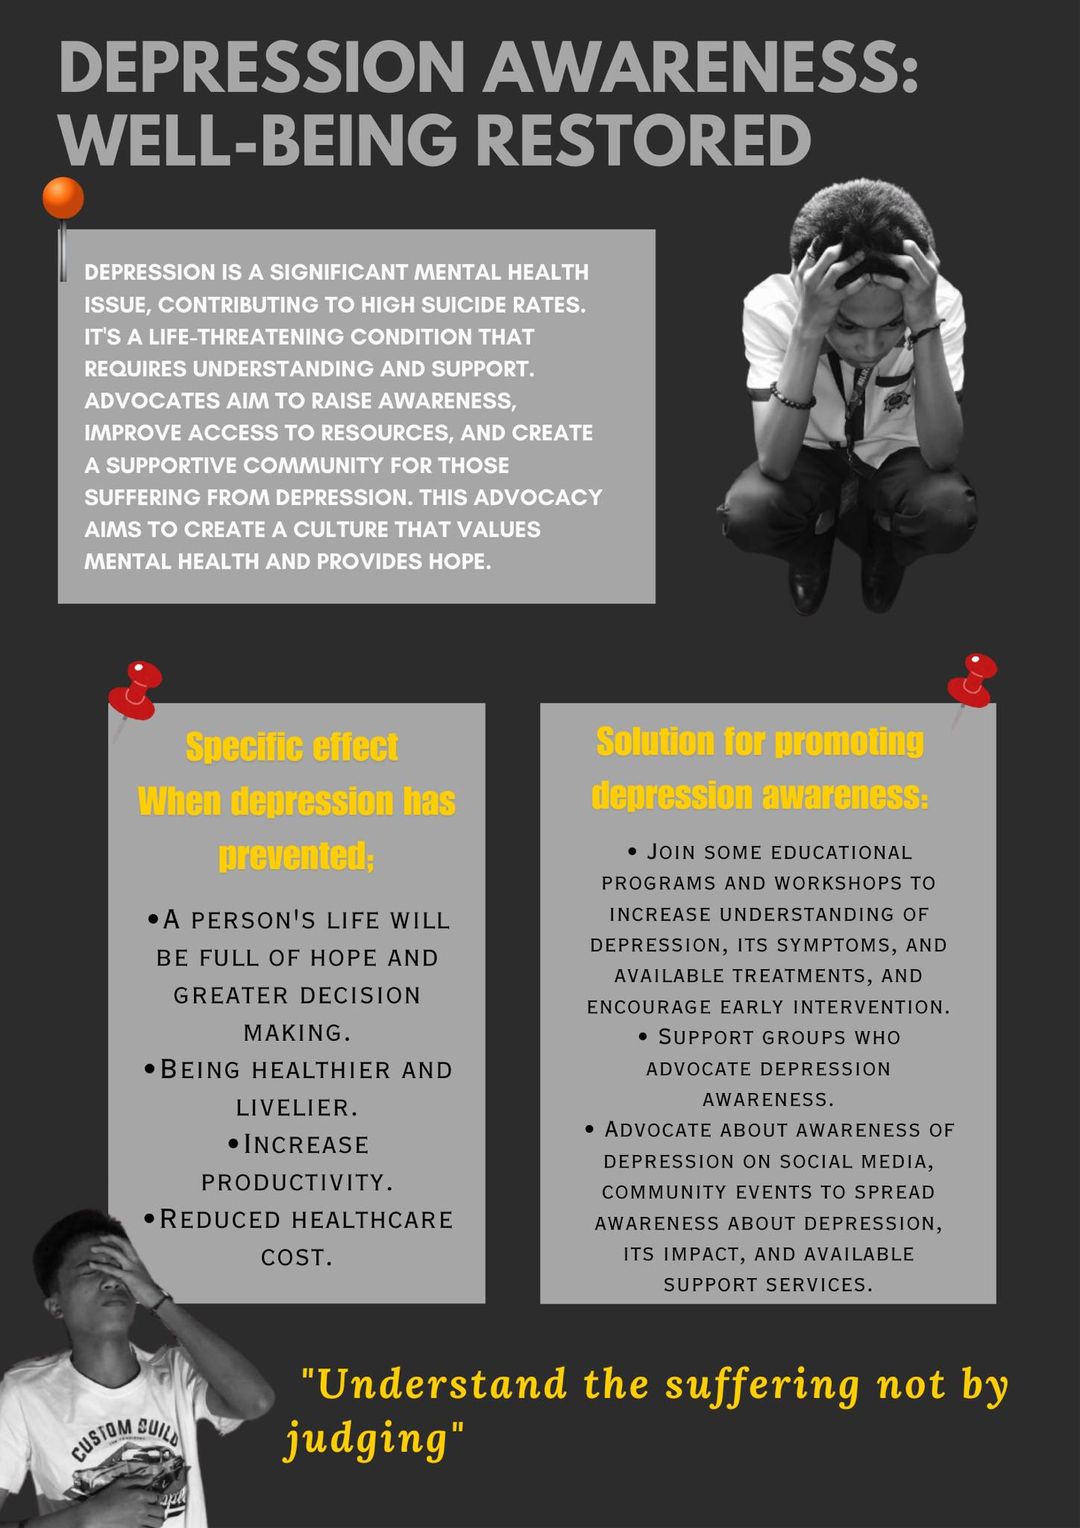 DEPRESSION AWARENESS:
WELL-BEING RESTORED
DEPRESSION IS A SIGNIFICANT MENTAL HEALTH
ISSUE, CONTRIBUTING TO HIGH SUICIDE RATES.
IT'S A LIFE-THREATENING CONDITION THAT
REQUIRES UNDERSTANDING AND SUPPORT.
ADVOCATES AIM TO RAISE AWARENESS,
IMPROVE ACCESS TO RESOURCES, AND CREATE
A SUPPORTIVE COMMUNITY FOR THOSE
SUFFERING FROM DEPRESSION. THIS ADVOCACY
AIMS TO CREATE A CULTURE THAT VALUES
MENTAL HEALTH AND PROVIDES HOPE.
Specific effect
When depression has
prevented;
•A PERSON'S LIFE WILL
BE FULL OF HOPE AND
GREATER DECISION
MAKING.
•BEING HEALTHIER AND
LIVELIER.
•INCREASE
PRODUCTIVITY.
•REDUCED HEALTHCARE
COST.
Solution for promoting
depression awareness:
• JOIN SOME EDUCATIONAL
PROGRAMS AND WORKSHOPS TO
INCREASE UNDERSTANDING OF
DEPRESSION, ITS SYMPTOMS, AND
AVAILABLE TREATMENTS, AND
ENCOURAGE EARLY INTERVENTION.
• SUPPORT GROUPS WHO
ADVOCATE DEPRESSION
AWARENESS.
• ADVOCATE ABOUT AWARENESS OF
DEPRESSION ON SOCIAL MEDIA,
COMMUNITY EVENTS TO SPREAD
AWARENESS ABOUT DEPRESSION,
ITS IMPACT, AND AVAILABLE
SUPPORT SERVICES.
"Understand the suffering not by
judging"
CUSTOM BUILD